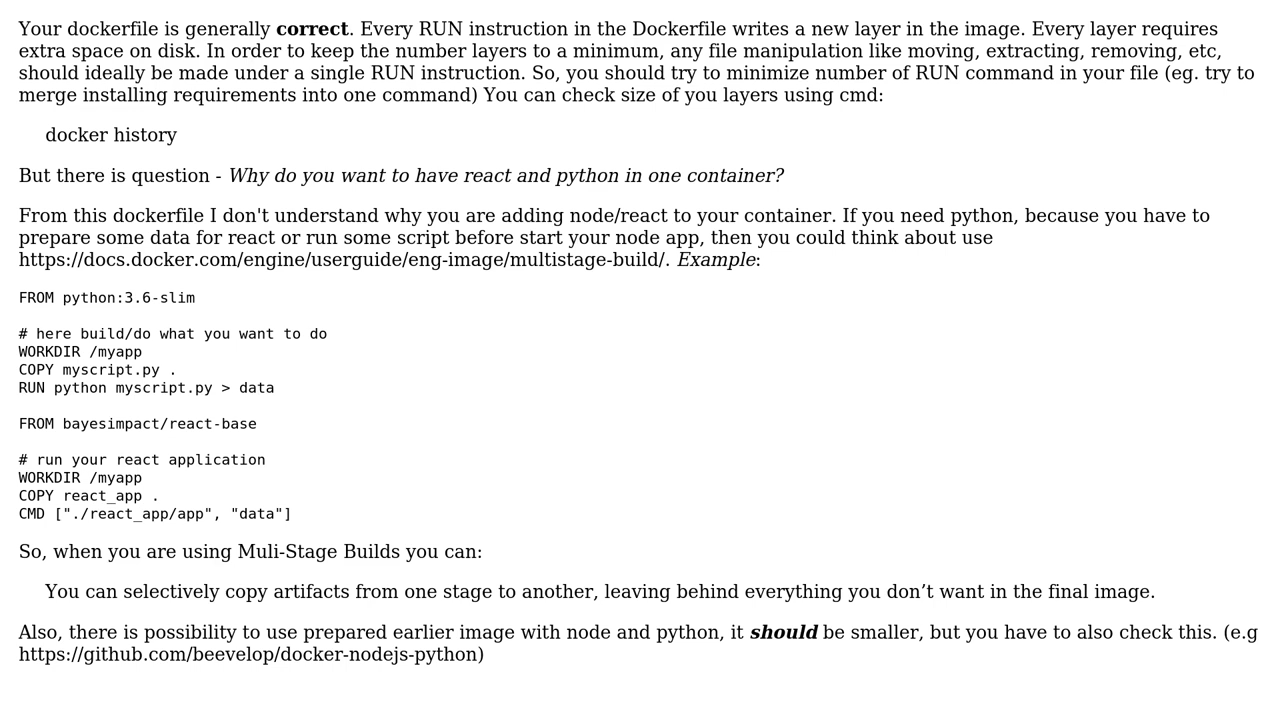 Your dockerfile is generally correct. Every RUN instruction in the Dockerfile writes a new layer in the image. Every layer requires
extra space on disk. In order to keep the number layers to a minimum, any file manipulation like moving, extracting, removing, etc,
should ideally be made under a single RUN instruction. So, you should try to minimize number of RUN command in your file (eg. try to
merge installing requirements into one command) You can check size of you layers using cmd:
docker history
But there is question - Why do you want to have react and python in one container?
From this dockerfile I don't understand why you are adding node/react to your container. If you need python, because you have to
prepare some data for react or run some script before start your node app, then you could think about use
https://docs.docker.com/engine/userguide/eng-image/multistage-build/. Example:
FROM python:3.6-slim
# here build/do what you want to do
WORKDIR /myapp
COPY myscript.py .
RUN python myscript.py > data
FROM bayesimpact/react-base
# run your react application
WORKDIR /myapp
COPY react_app .
CMD ["./react_app/app", "data"]
So, when you are using Muli-Stage Builds you can:
You can selectively copy artifacts from one stage to another, leaving behind everything you don’t want in the final image.
Also, there is possibility to use prepared earlier image with node and python, it should be smaller, but you have to also check this. (e.g
https://github.com/beevelop/docker-nodejs-python)